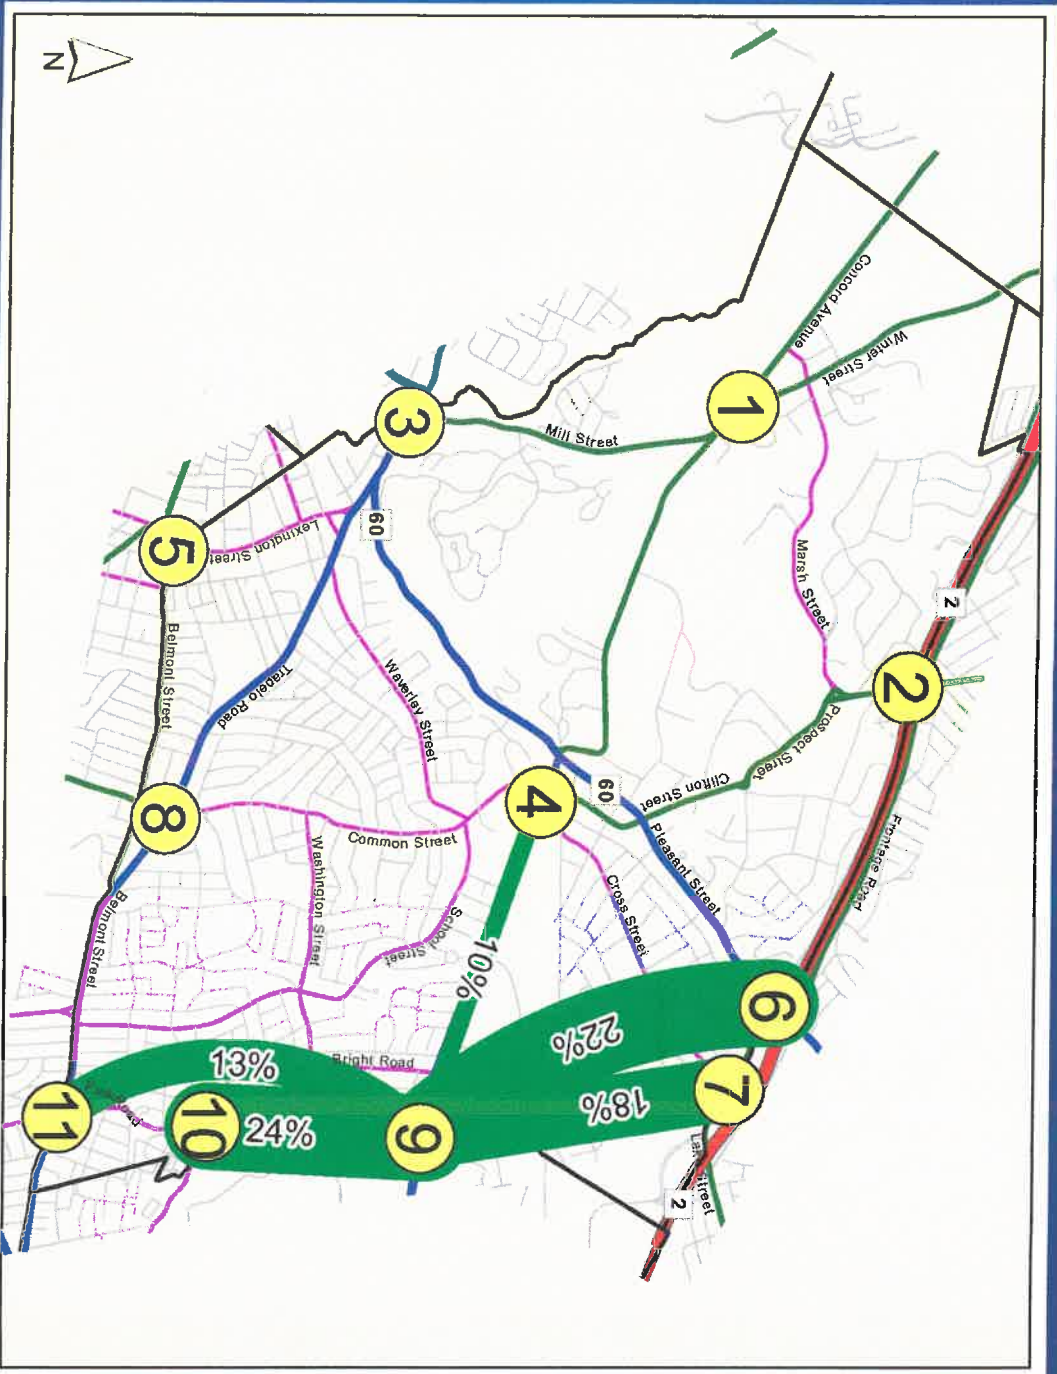 N
Concord Avenue
Winter Street
1
3
Mill Street
60
2
5
Lexington Street
Marsh Street
2
Belmont Street
Trapelo Road
Waverley Street
Prospect Street
Clifton Street
60
4
8
Common Street
Pleasant Street
Frontage Road
Washington Street
Cross Street
School Street
Belmont Street
10%
6
22%
13%
Bright Road
7
18%
11
10
24%
9
Street
2